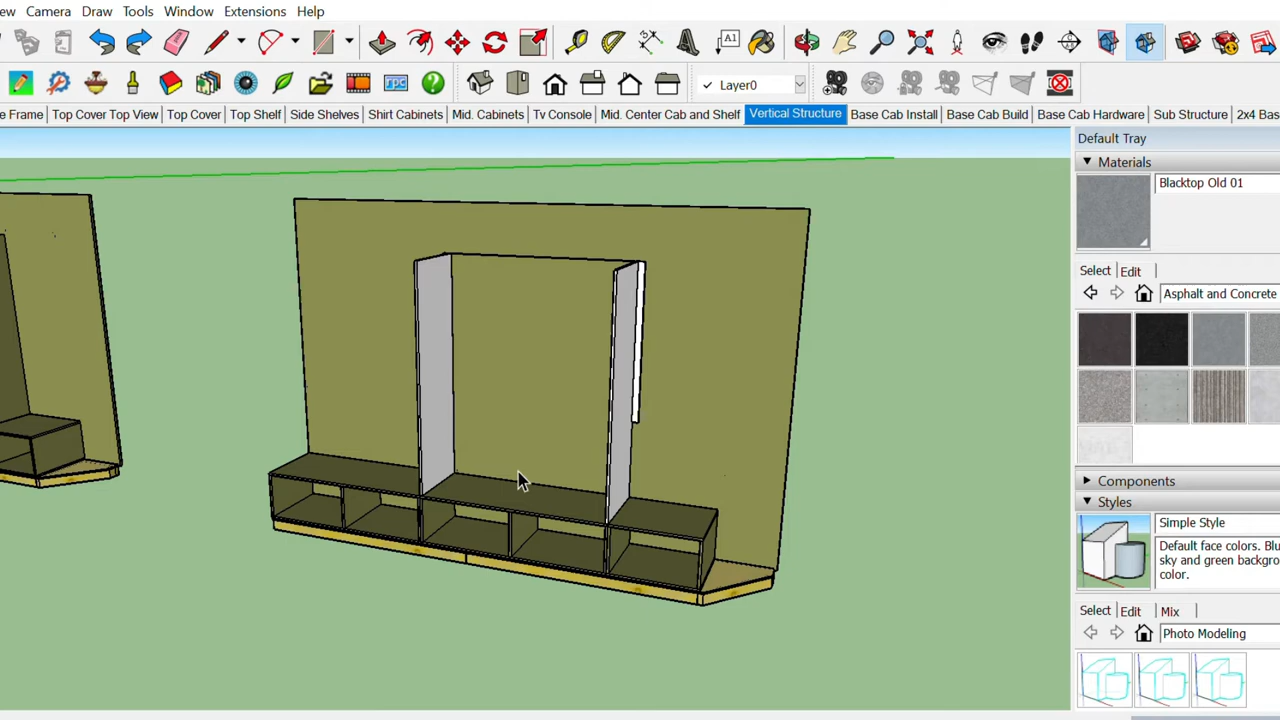 ew Camera Draw Tools Window Extensions Help
A1
Layer0
e Frame Top Cover Top View Top Cover Top Shelf Side Shelves Shirt Cabinets Mid. Cabinets Tv Console Mid. Center Cab and Shelf Vertical Structure Base Cab Install Base Cab Build Base Cab Hardware Sub Structure 2x4 Bas
Default Tray
Materials
Blacktop Old 01
Select Edit
Asphalt and Concrete
Components
Styles
Simple Style
Default face colors. Blu
sky and green backgro
color.
Select Edit Mix
Photo Modeling